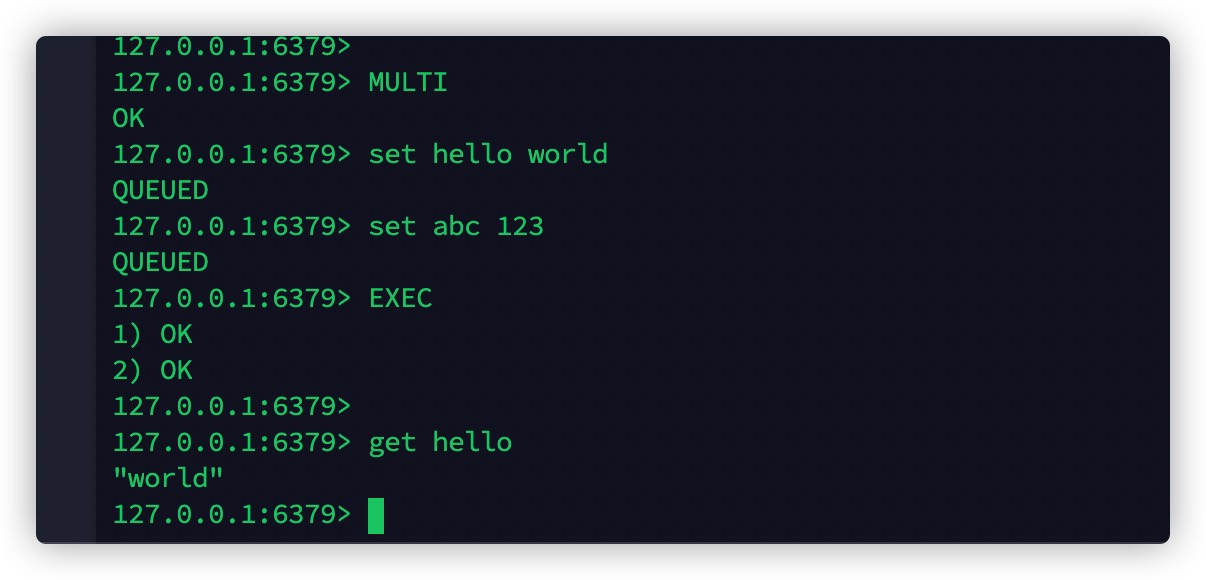 127.0.0.1:6379>
127.0.0.1:6379> MULTI
OK
127.0.0.1:6379> set hello world
QUEUED
127.0.0.1:6379> set abc 123
QUEUED
127.0.0.1:6379> EXEC
1) OK
2) OK
127.0.0.1:6379>
127.0.0.1:6379> get hello
"world"
127.0.0.1:6379>